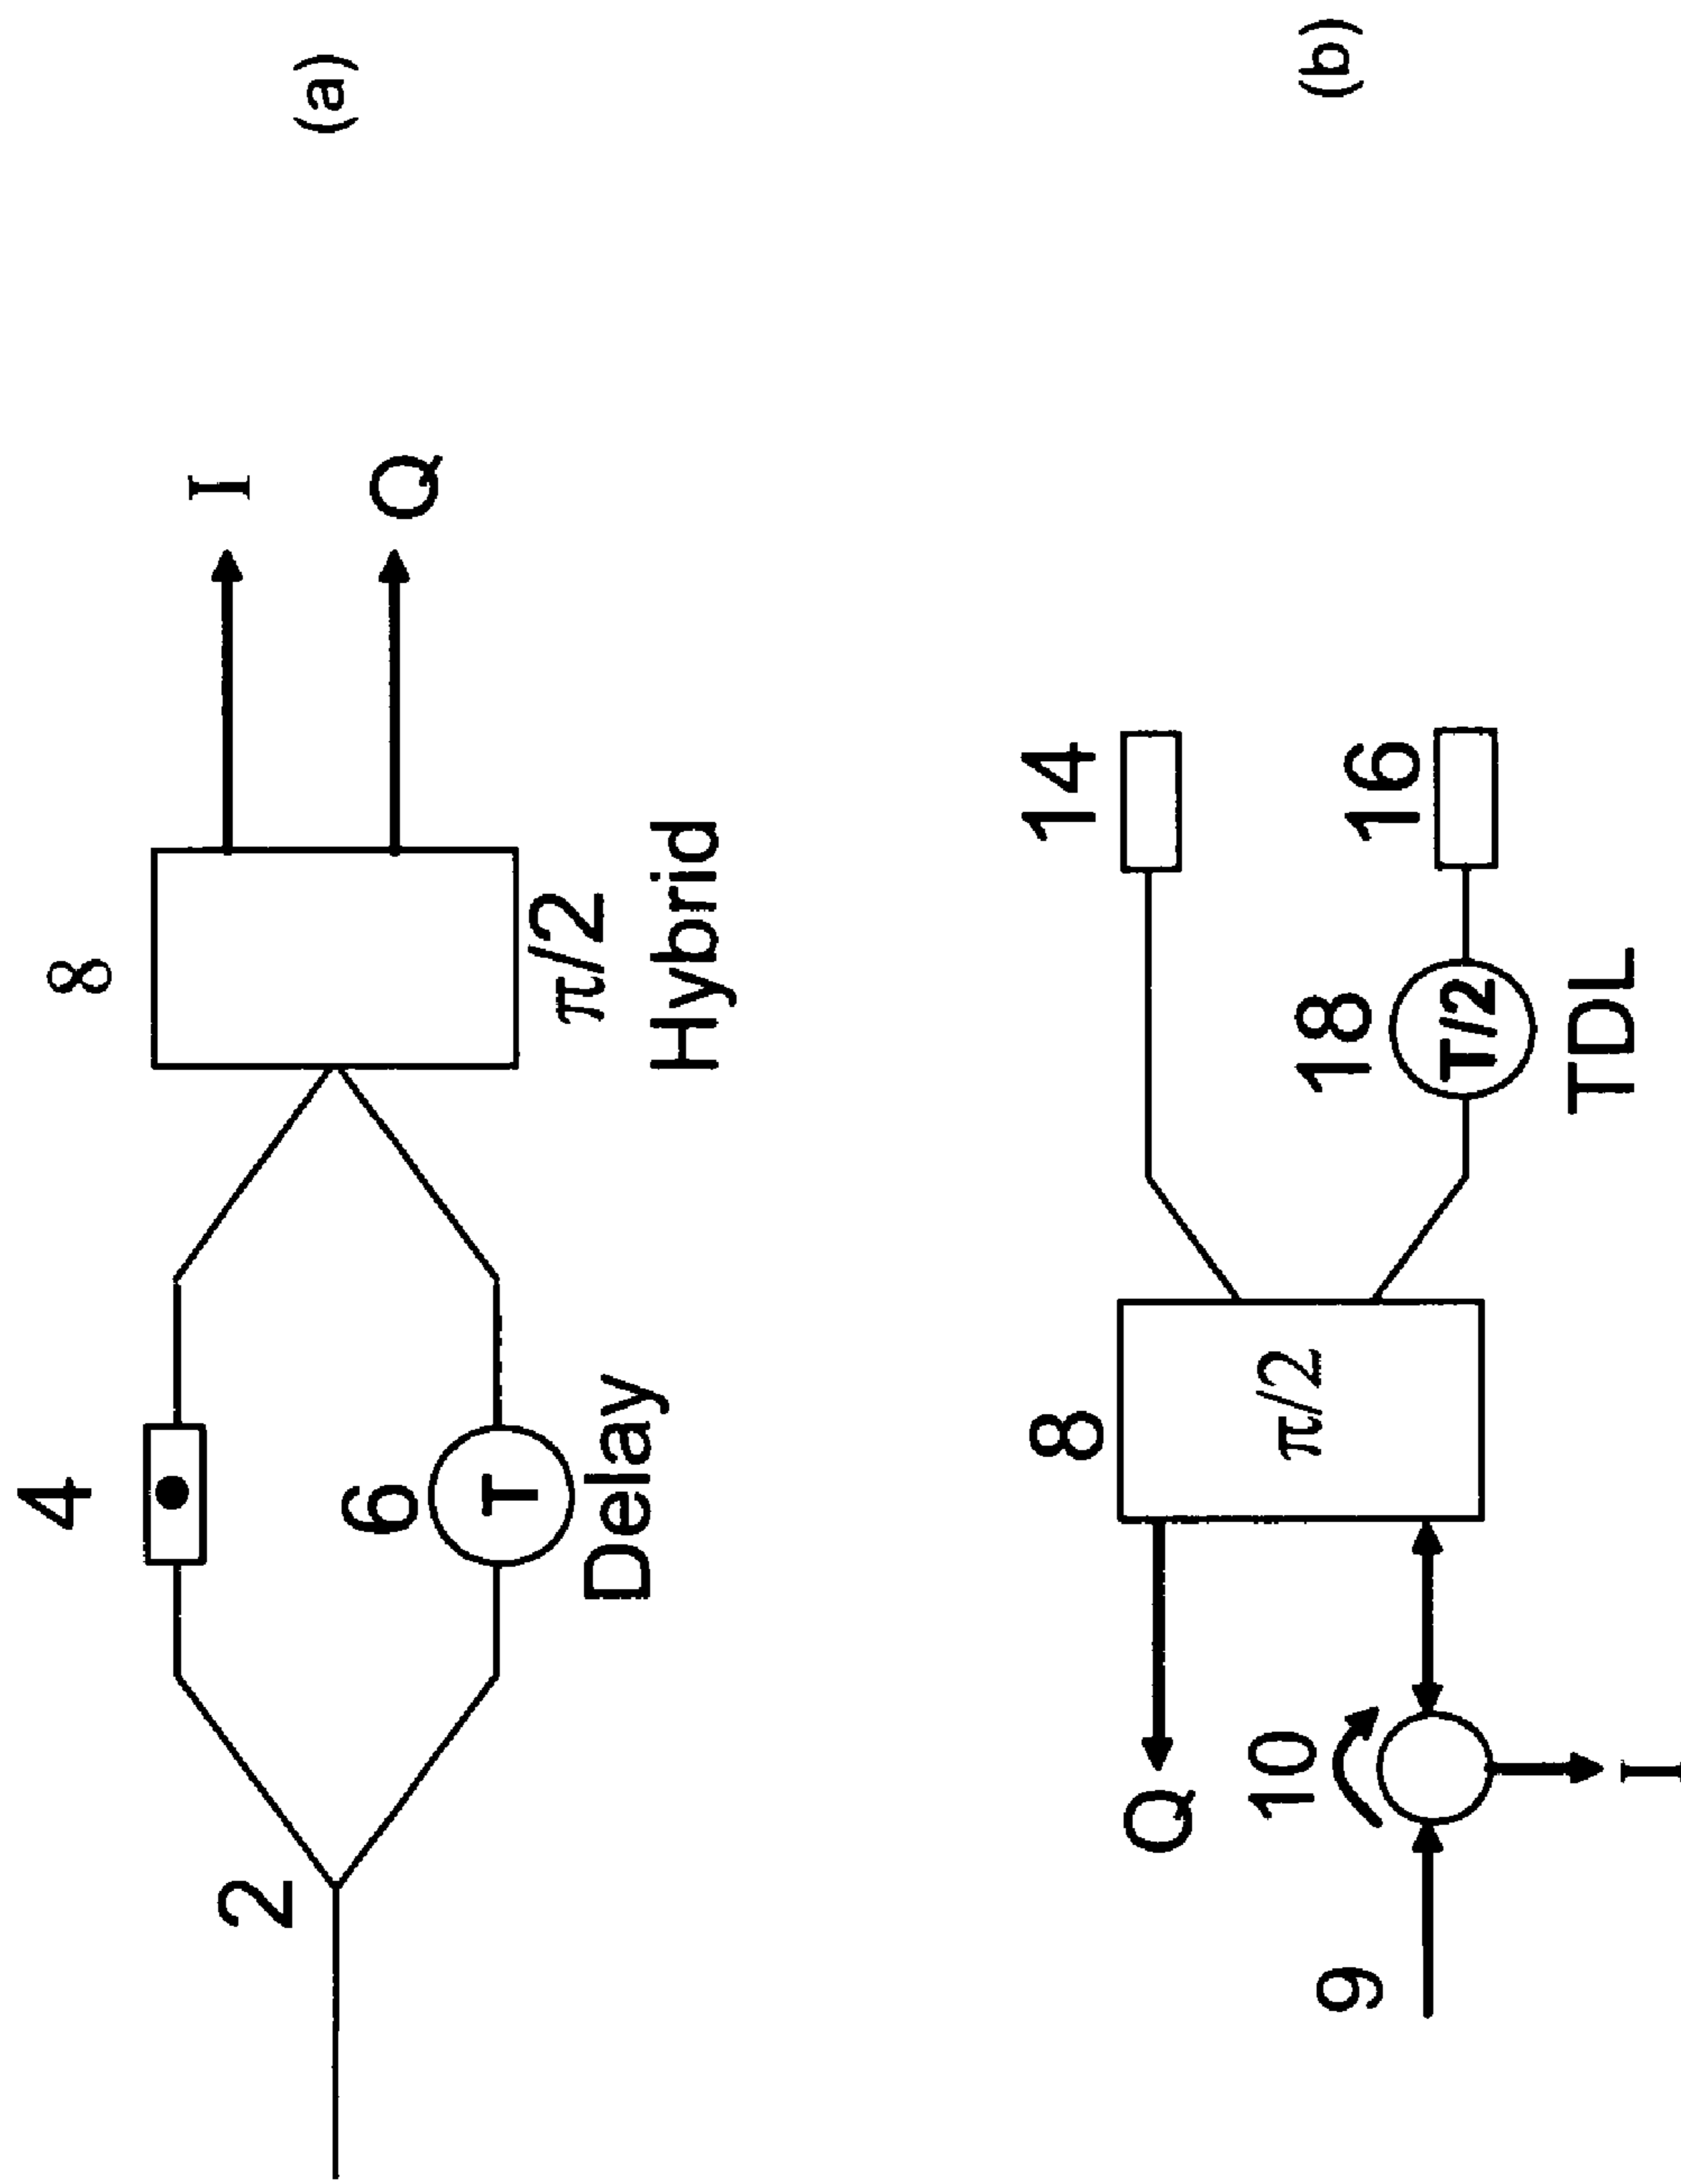 4
8
I
2
6
T
Q
Delay
π/2
Hybrid
(a)
Q
8
14
10
π/2
18
16
9
T/2
I
TDL
(b)